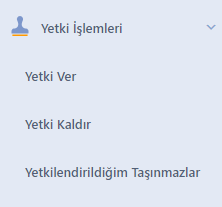 Yetki İşlemleri
Yetki Ver
Yetki Kaldır
Yetkilendirildiğim Taşınmazlar